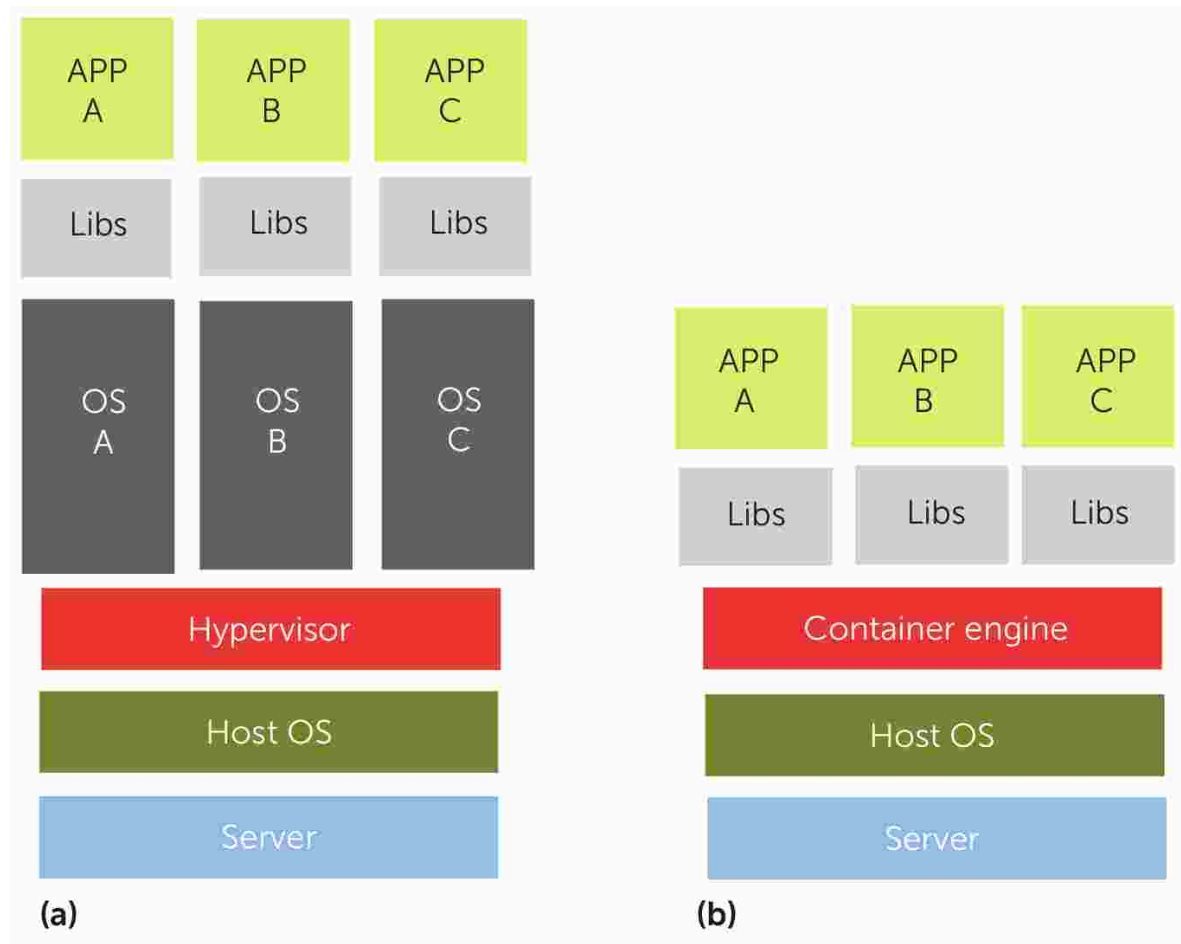 APP
A
APP
B
APP
C
Libs
Libs
Libs
OS
A
OS
B
OS
C
Hypervisor
Host OS
Server
(a)
APP
A
APP
B
APP
C
Libs
Libs
Libs
Container engine
Host OS
Server
(b)